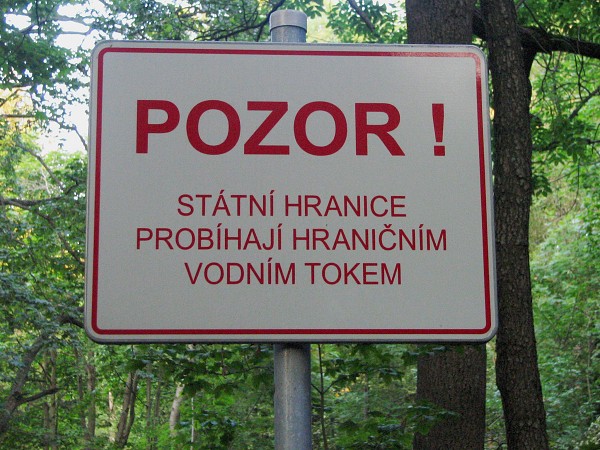 POZOR !
STÁTNÍ HRANICE
PROBÍHAJÍ HRANIČNÍM
VODNÍM TOKEM